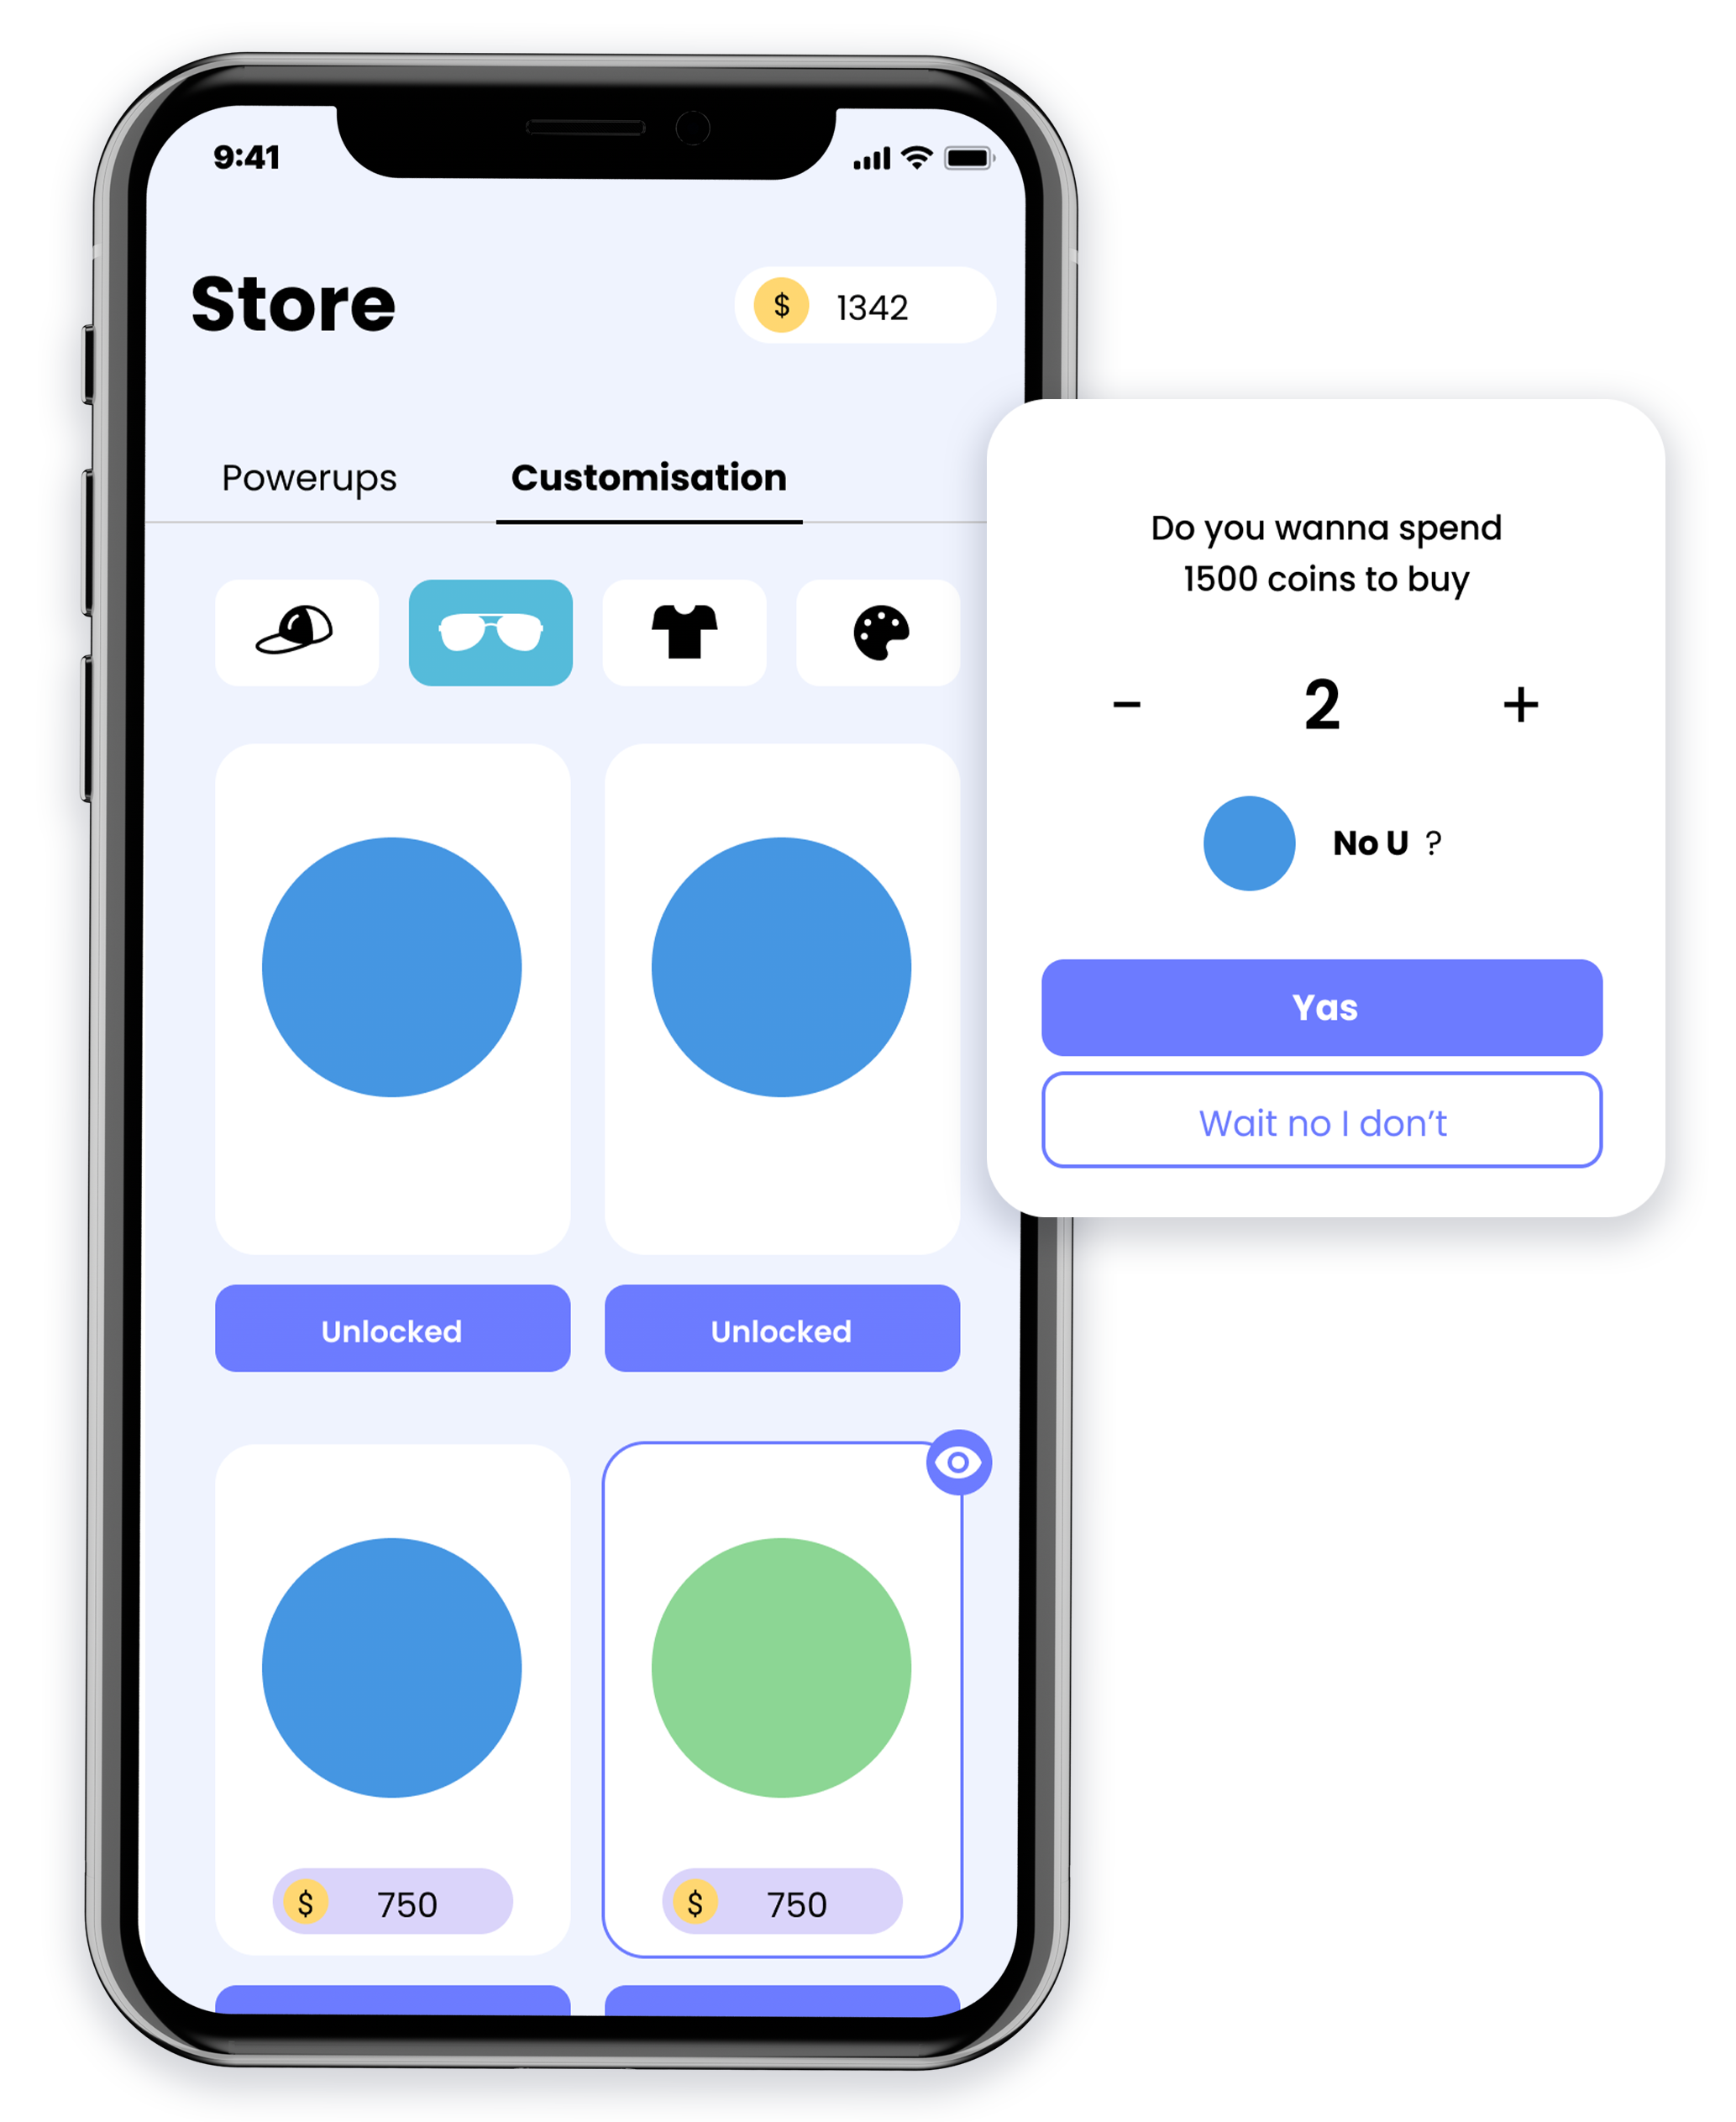 9:41
Store
$ 1342
Powerups Customisation
Do you wanna spend
1500 coins to buy
- 2 +
No U ?
Yas
Wait no I don’t
Unlocked Unlocked
$ 750 $ 750